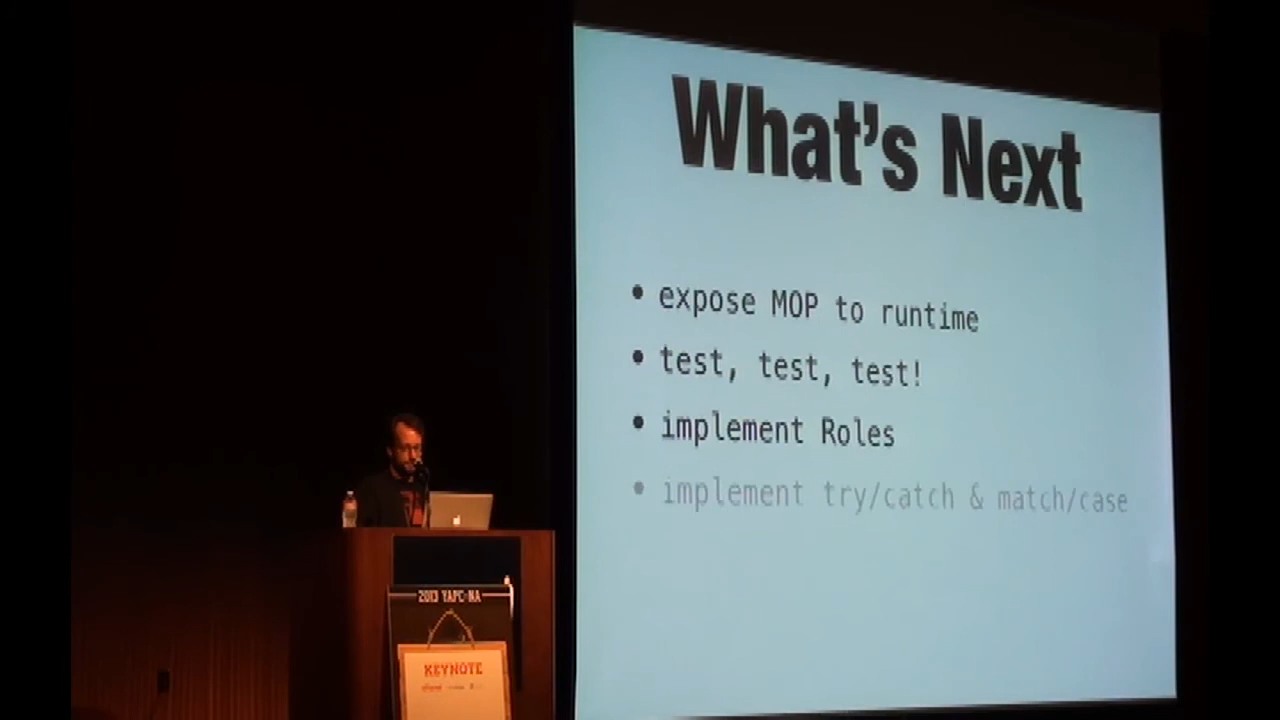 What's Next
• expose MOP to runtime
• test, test, test!
• implement Roles
• implement try/catch & match/case
2013 YAPC::NA
KEYNOTE